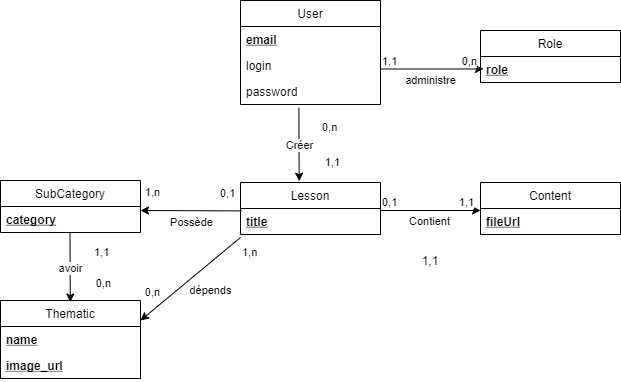 User
email
login
password
Role
role
1,1
0,n
administre
0,n
Créer
1,1
SubCategory
category
Lesson
title
Content
fileUrl
1,n
0,1
Possède
0,1
1,1
Contient
1,1
avoir
0,n
1,n
0,n
dépends
1,1
Thematic
name
image_url